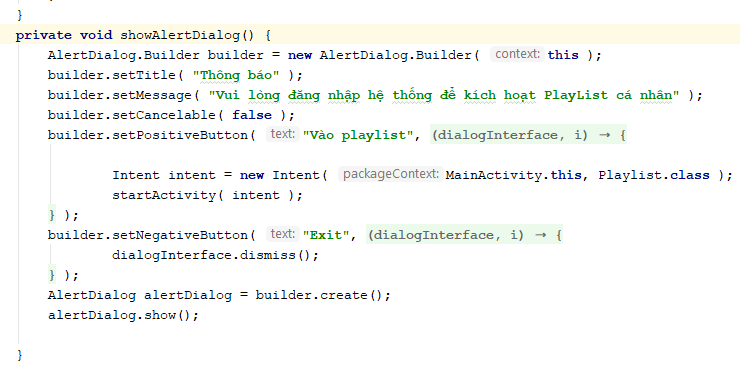 }
private void showAlertDialog() {
AlertDialog.Builder builder = new AlertDialog.Builder( context: this );
builder.setTitle( "Thông báo" );
builder.setMessage( "Vui lòng đăng nhập hệ thống để kích hoạt PlayList cá nhân" );
builder.setCancelable( false );
builder.setPositiveButton( text: "Vào playlist", (dialogInterface, i) → {
Intent intent = new Intent( packageContext: MainActivity.this, Playlist.class );
startActivity( intent );
} );
builder.setNegativeButton( text: "Exit", (dialogInterface, i) → {
dialogInterface.dismiss();
} );
AlertDialog alertDialog = builder.create();
alertDialog.show();
}